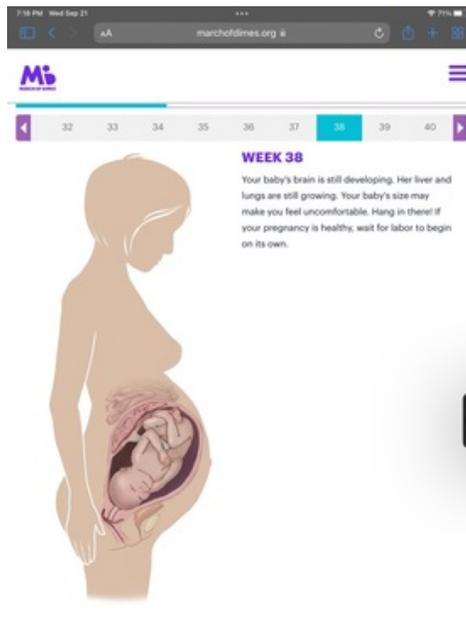 7:18 PM Wed Sep 21
71%
AA
marchofdimes.org
MARCH OF DIMES
32 33 34 35 36 37 38 39 40
WEEK 38
Your baby's brain is still developing. Her liver and
lungs are still growing. Your baby's size may
make you feel uncomfortable. Hang in there! If
your pregnancy is healthy, wait for labor to begin
on its own.